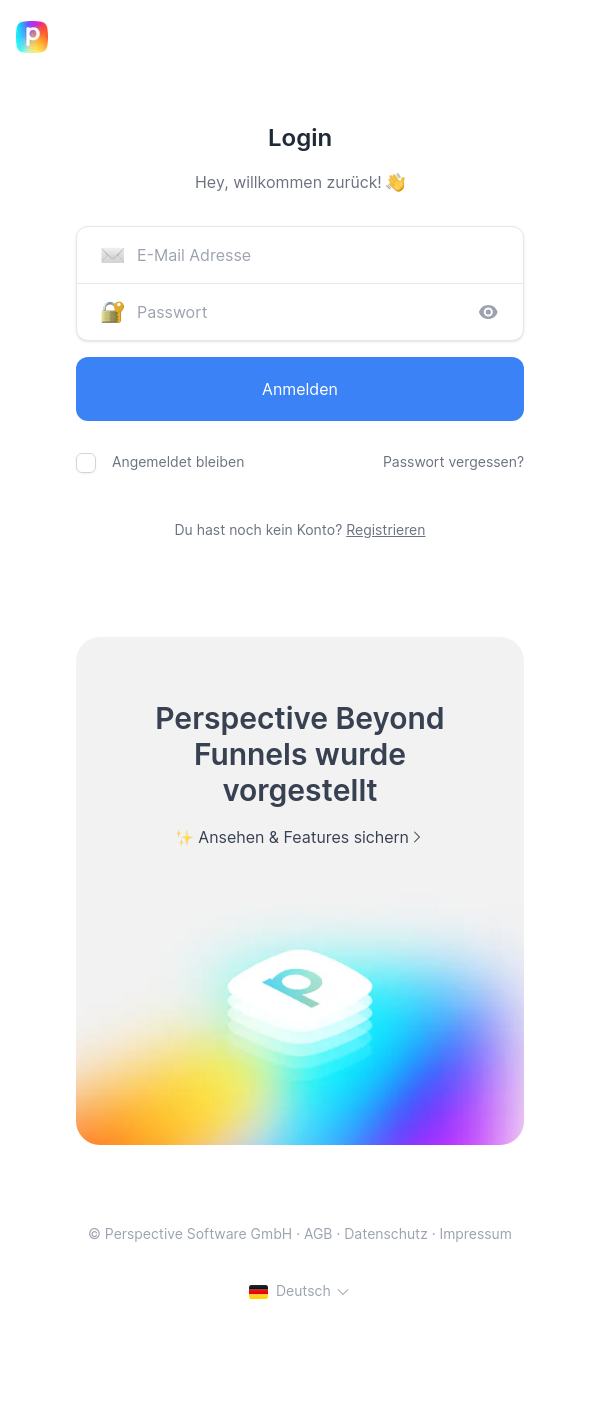 Login
Hey, willkommen zurück! 👋
E-Mail Adresse
Passwort
Anmelden
Angemeldet bleiben
Passwort vergessen?
Du hast noch kein Konto? Registrieren
Perspective Beyond
Funnels wurde
vorgestellt
✨ Ansehen & Features sichern
© Perspective Software GmbH · AGB · Datenschutz · Impressum
Deutsch